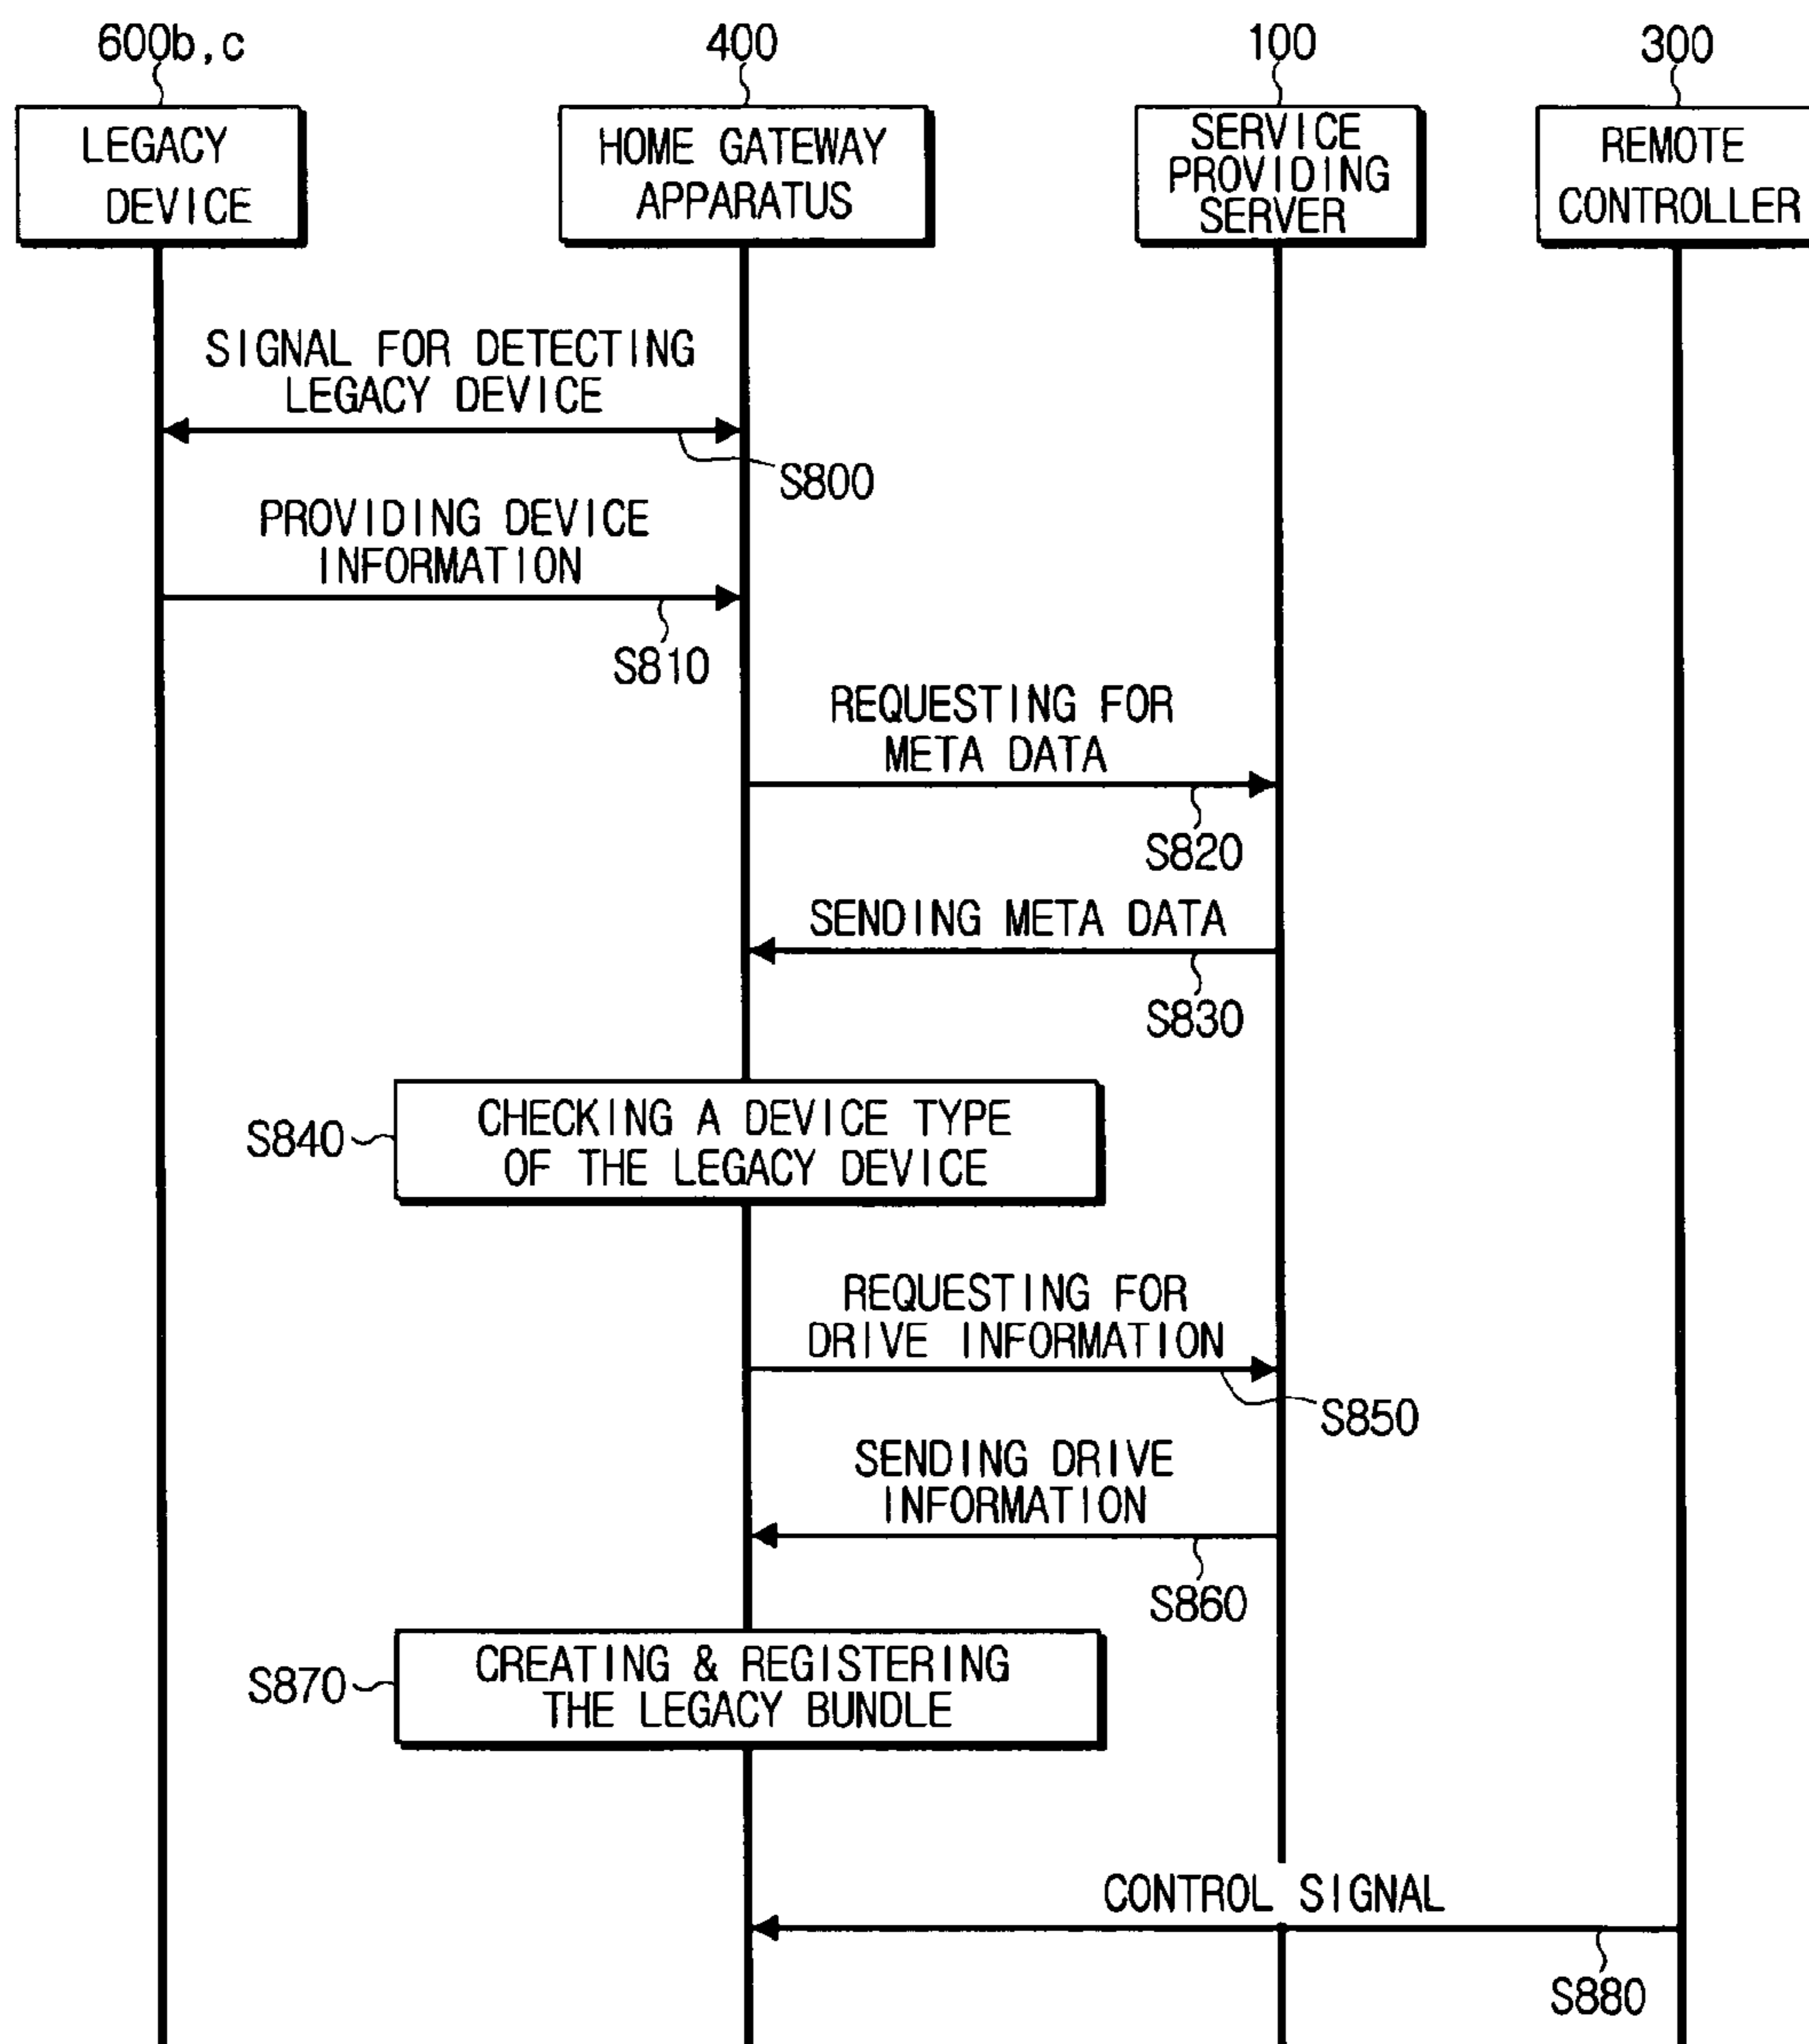 600b,c
400
100
300
LEGACY
DEVICE
HOME GATEWAY
APPARATUS
SERVICE
PROVIDING
SERVER
REMOTE
CONTROLLER
SIGNAL FOR DETECTING
LEGACY DEVICE
S800
PROVIDING DEVICE
INFORMATION
S810
REQUESTING FOR
META DATA
S820
SENDING META DATA
S830
S840
CHECKING A DEVICE TYPE
OF THE LEGACY DEVICE
REQUESTING FOR
DRIVE INFORMATION
S850
SENDING DRIVE
INFORMATION
S860
S870
CREATING & REGISTERING
THE LEGACY BUNDLE
CONTROL SIGNAL
S880